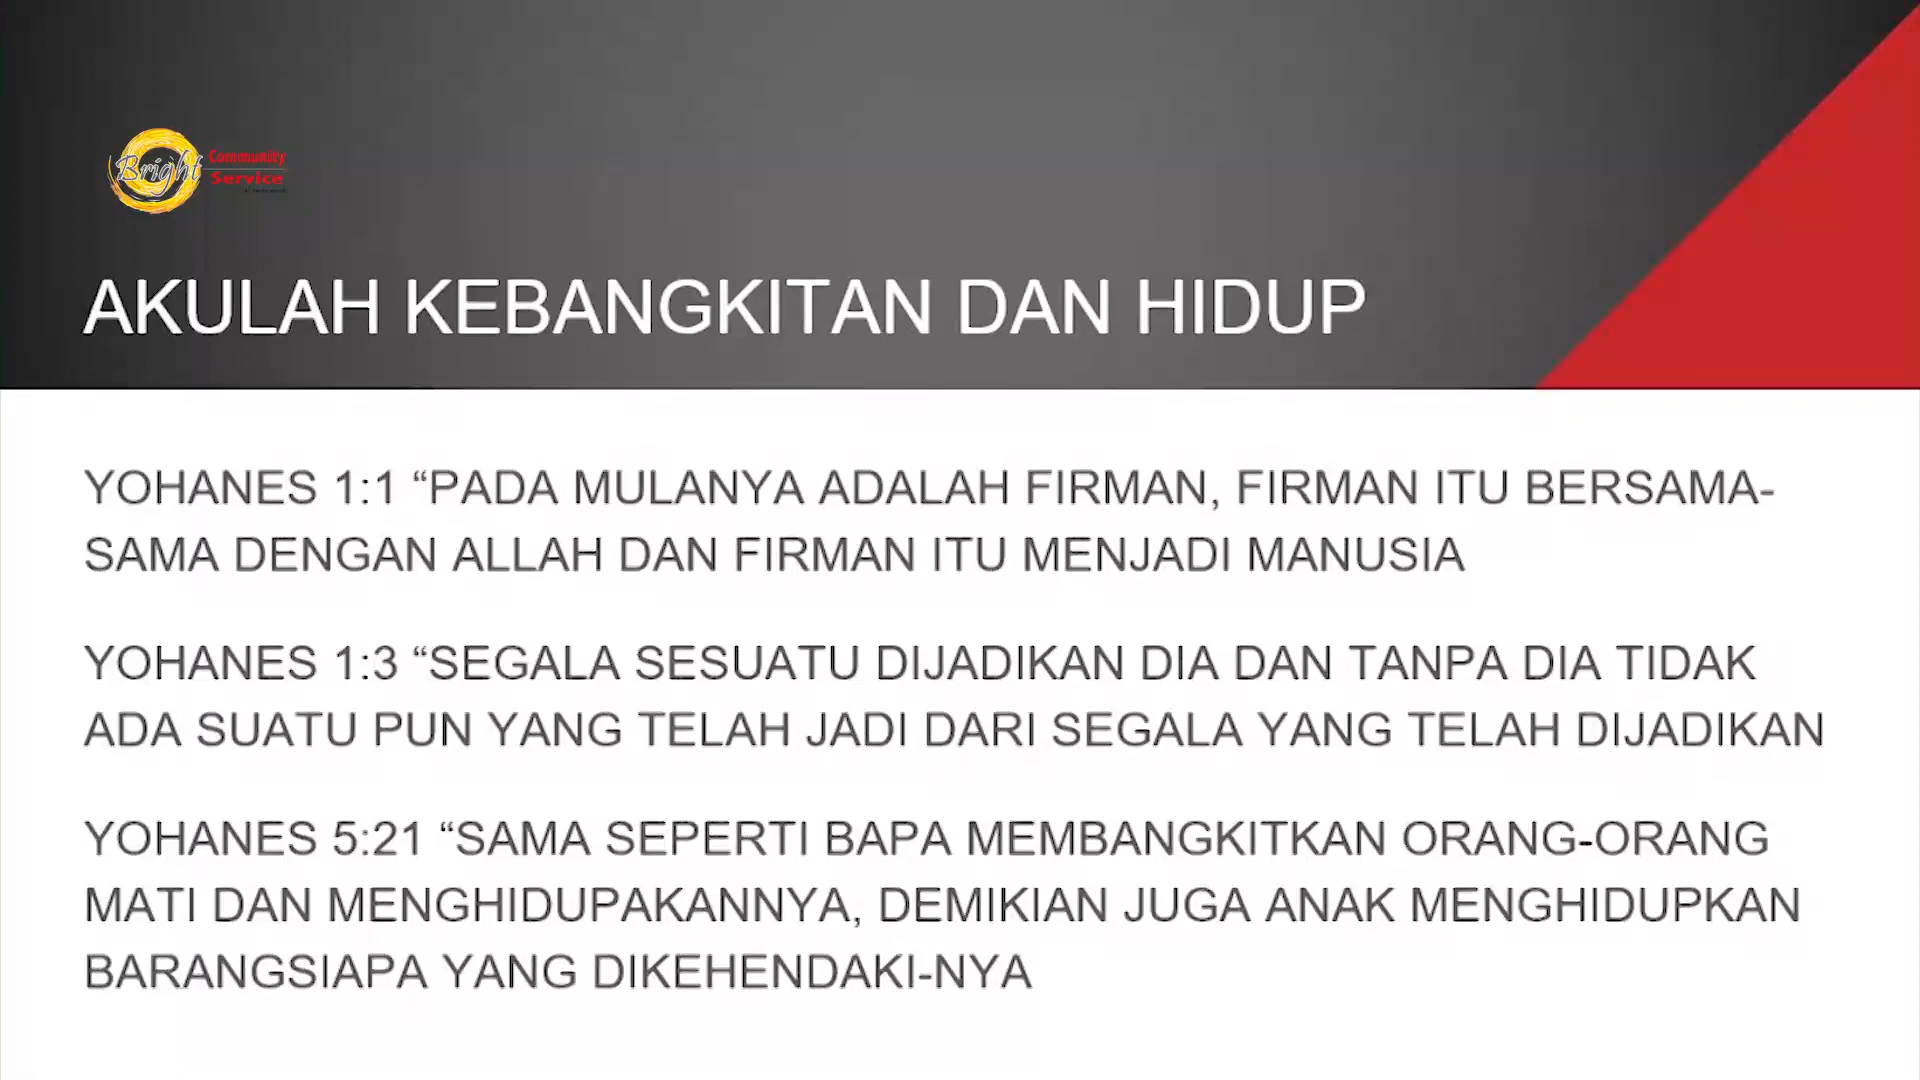 Bright Community
Service
AKULAH KEBANGKITAN DAN HIDUP
YOHANES 1:1 “PADA MULANYA ADALAH FIRMAN, FIRMAN ITU BERSAMA-
SAMA DENGAN ALLAH DAN FIRMAN ITU MENJADI MANUSIA
YOHANES 1:3 “SEGALA SESUATU DIJADIKAN DIA DAN TANPA DIA TIDAK
ADA SUATU PUN YANG TELAH JADI DARI SEGALA YANG TELAH DIJADIKAN
YOHANES 5:21 “SAMA SEPERTI BAPA MEMBANGKITKAN ORANG-ORANG
MATI DAN MENGHIDUPAKANNYA, DEMIKIAN JUGA ANAK MENGHIDUPKAN
BARANGSIAPA YANG DIKEHENDAKI-NYA